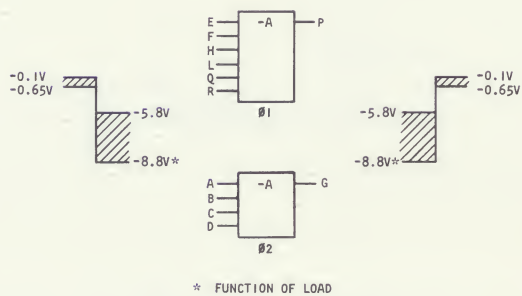 E -A P
F
H
L
Q
R
Ø1
-0.1V
-0.65V
-5.8V
-8.8V*
-0.1V
-0.65V
-5.8V
-8.8V*
A -A G
B
C
D
Ø2
* FUNCTION OF LOAD